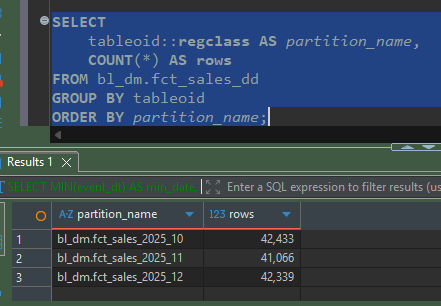 SELECT
tableoid::regclass AS partition_name,
COUNT(*) AS rows
FROM bl_dm.fct_sales_dd
GROUP BY tableoid
ORDER BY partition_name;
Results 1
SELECT MIN(event_dt) AS min_date, Enter a SQL expression to filter results (us
A-Z partition_name 123 rows
1 bl_dm.fct_sales_2025_10 42,433
2 bl_dm.fct_sales_2025_11 41,066
3 bl_dm.fct_sales_2025_12 42,339